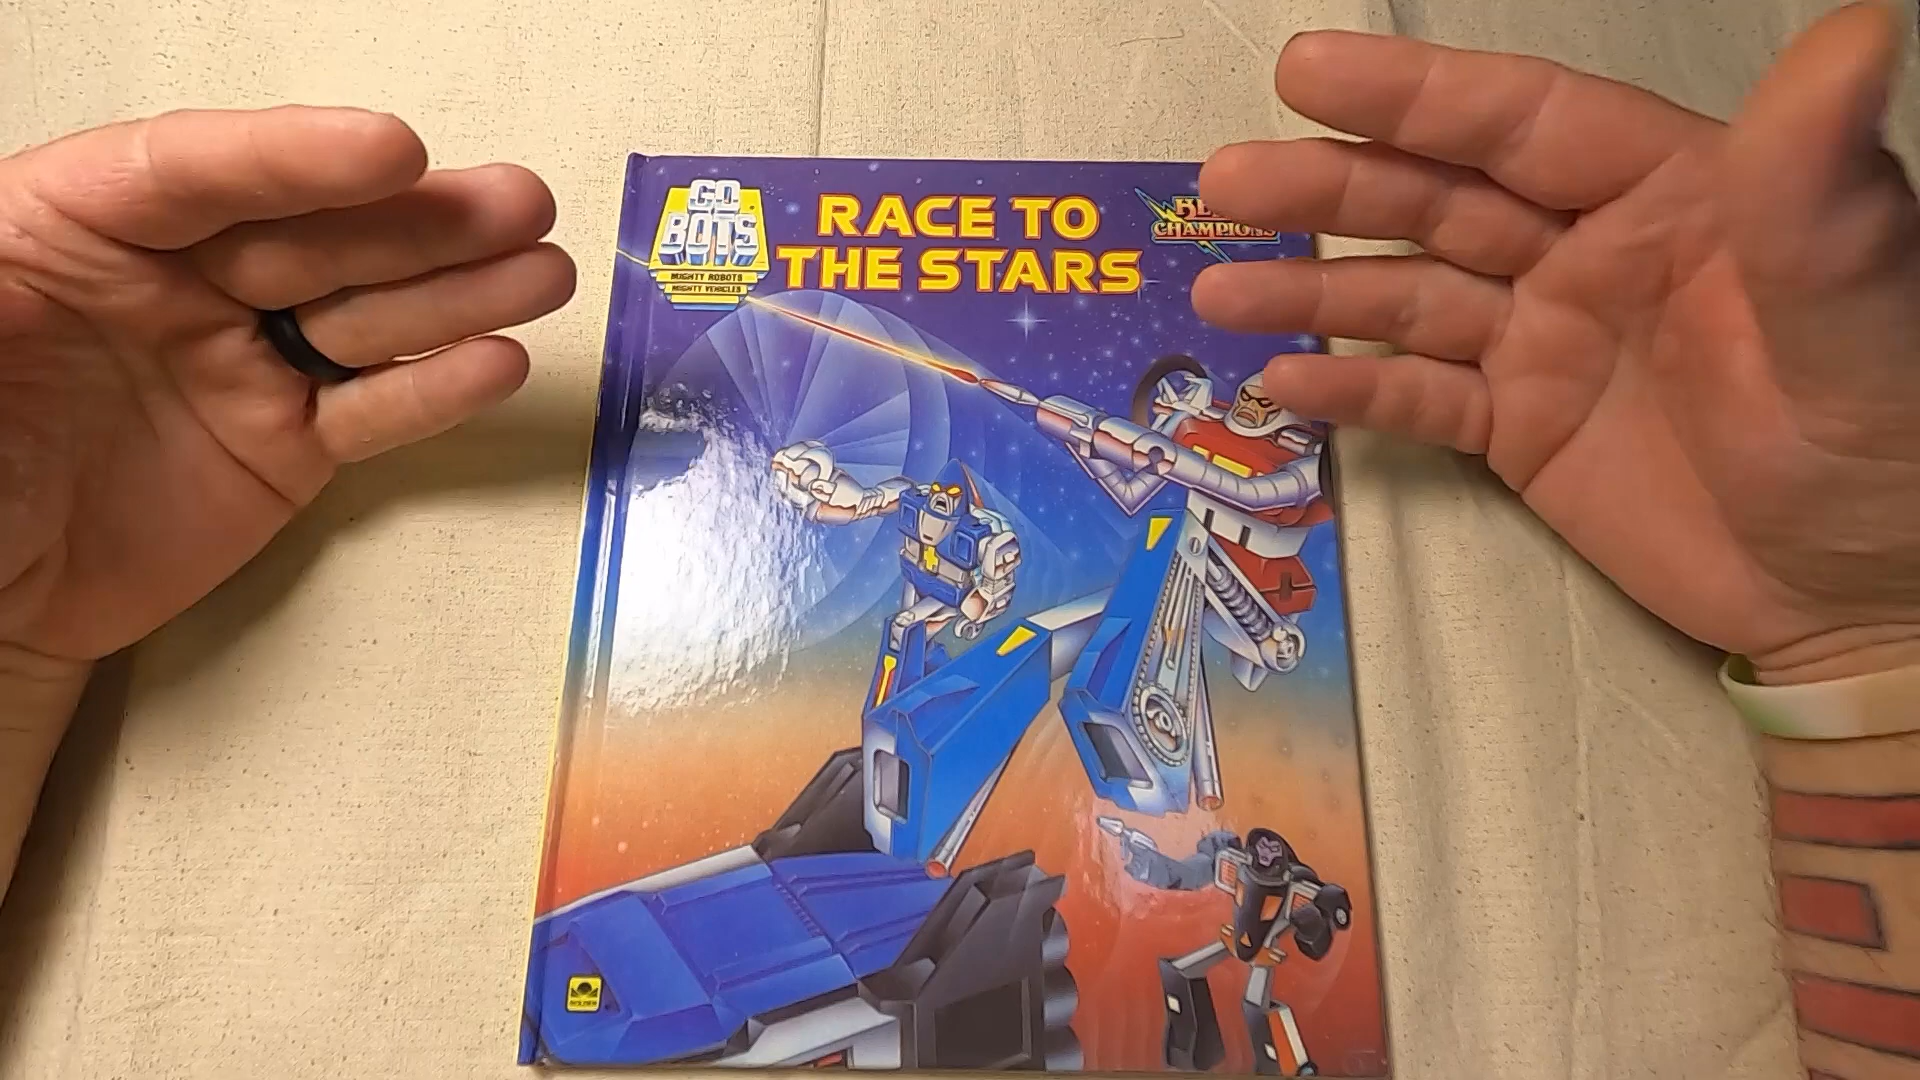 GO
BOTS
MIGHTY ROBOTS
MIGHTY VEHICLES
RACE TO
THE STARS
CHAMPIONS
GOLDEN